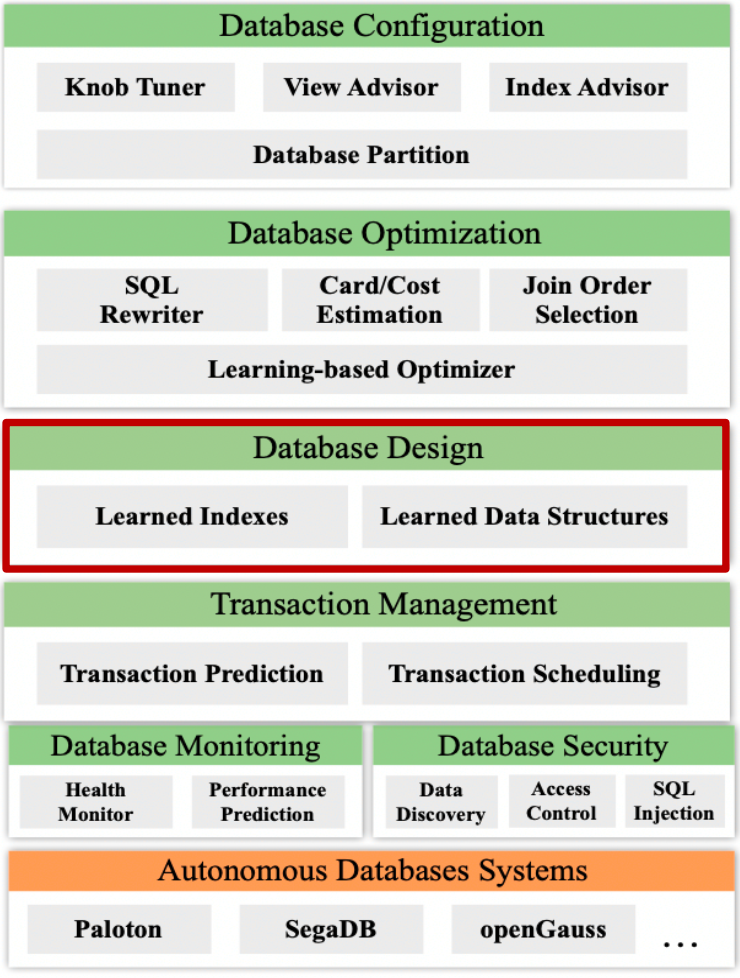 Database Configuration
Knob Tuner View Advisor Index Advisor
Database Partition
Database Optimization
SQL
Rewriter
Card/Cost
Estimation
Join Order
Selection
Learning-based Optimizer
Database Design
Learned Indexes Learned Data Structures
Transaction Management
Transaction Prediction Transaction Scheduling
Database Monitoring
Health
Monitor
Performance
Prediction
Database Security
Data
Discovery
Access
Control
SQL
Injection
Autonomous Databases Systems
Paloton SegaDB openGauss ...